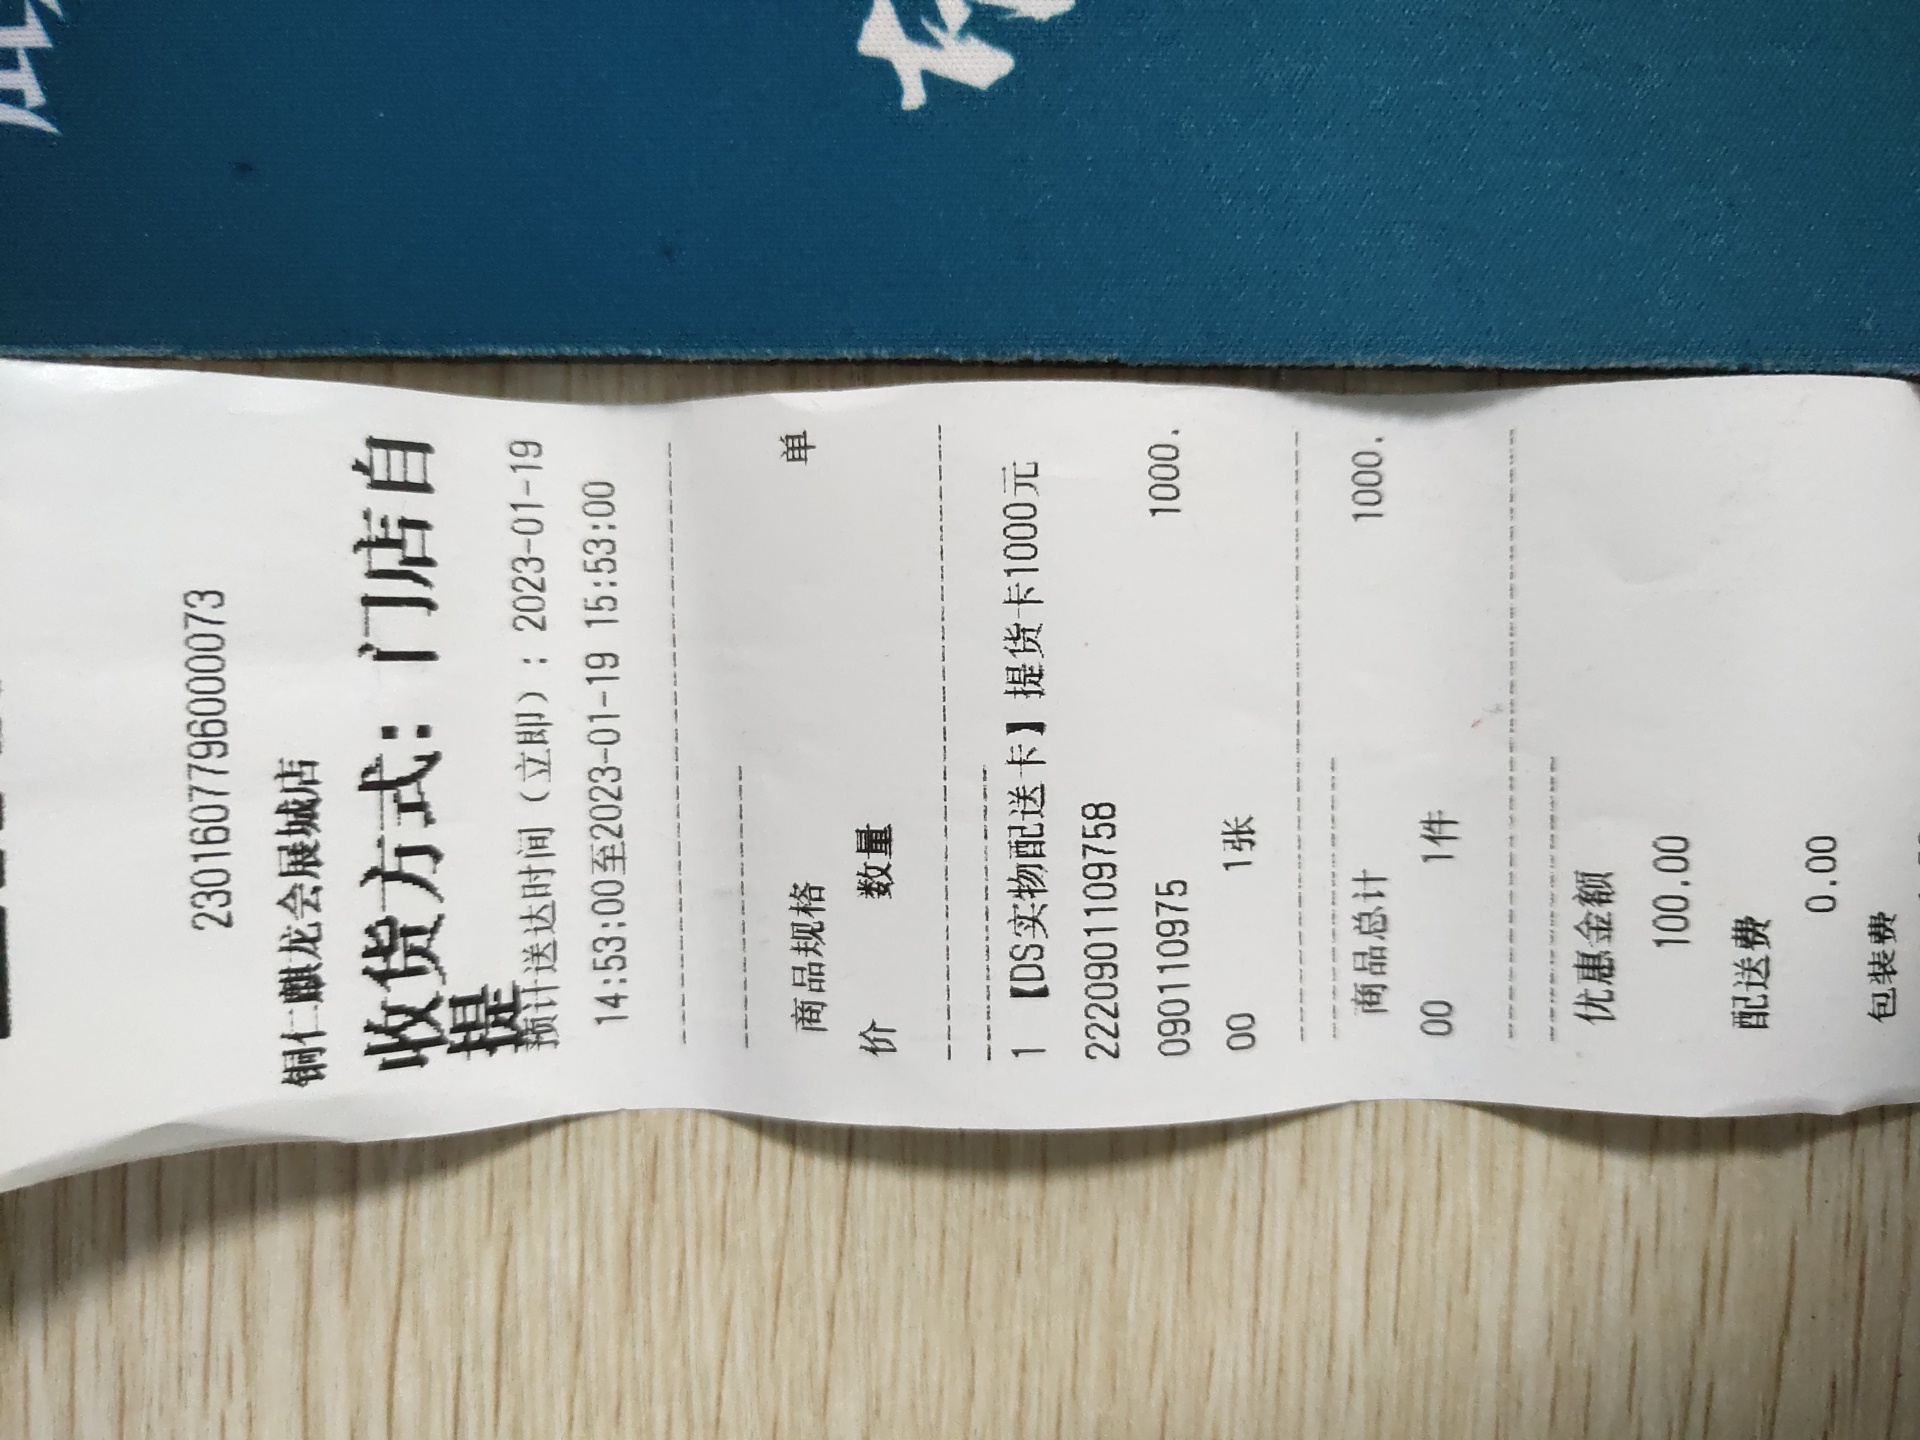 2301607796000073
铜仁麒龙会展城店
收货方式：门店自
提
预计送达时间（立即）：2023-01-19
14:53:00至2023-01-19 15:53:00
商品规格 单
价 数量
1 【DS实物配送卡】提货卡1000元
2220901109758
0901109975 1000.
00 1张
商品总计 1000.
00 1件
优惠金额
100.00
配送费
0.00
包装费